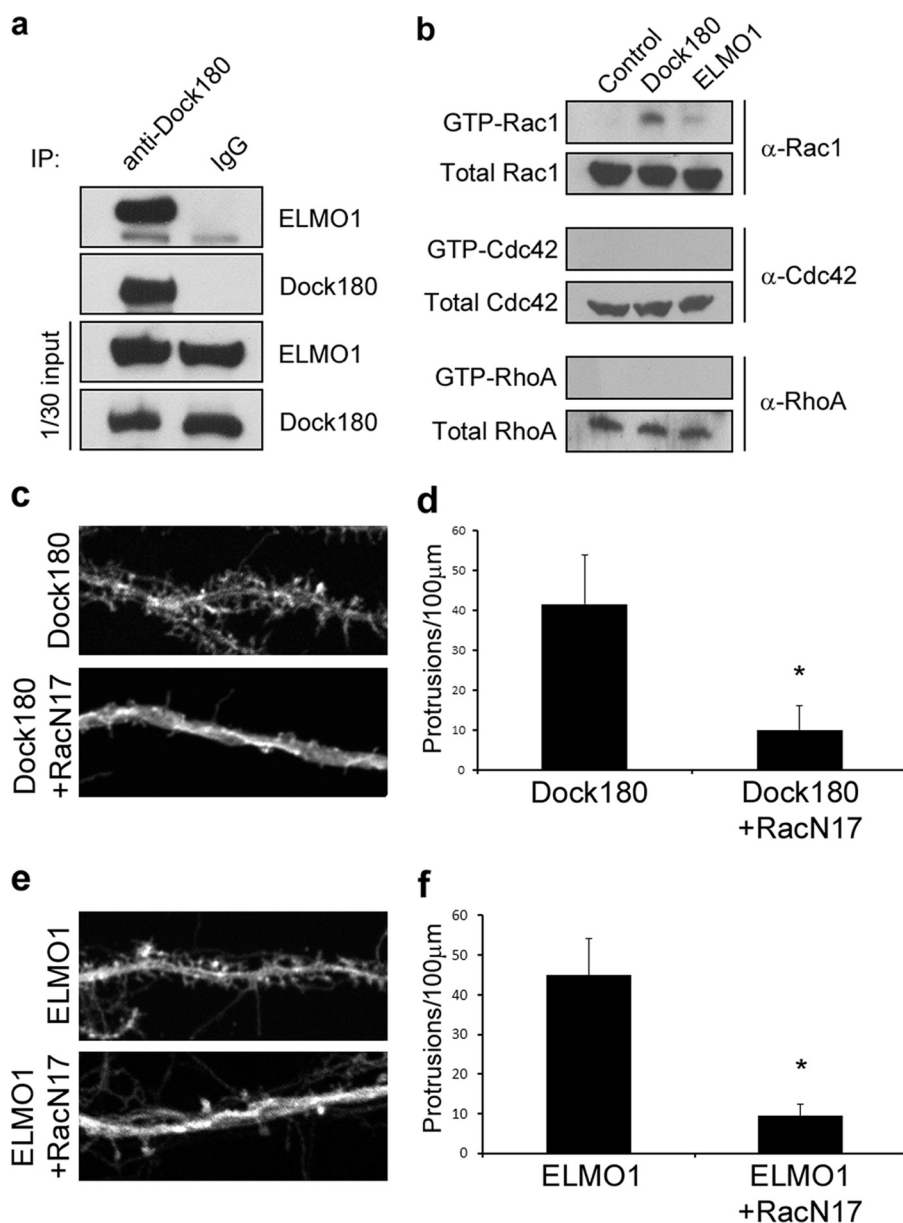 a
IP:
anti-Dock180
IgG
ELMO1
Dock180
1/30 input
ELMO1
Dock180
b
Control
Dock180
ELMO1
GTP-Rac1
Total Rac1
α-Rac1
GTP-Cdc42
Total Cdc42
α-Cdc42
GTP-RhoA
Total RhoA
α-RhoA
c
Dock180
Dock180
+RacN17
d
Protrusions/100µm
60
50
40
30
20
10
0
*
Dock180
Dock180
+RacN17
e
ELMO1
ELMO1
+RacN17
f
Protrusions/100µm
60
50
40
30
20
10
0
*
ELMO1
ELMO1
+RacN17